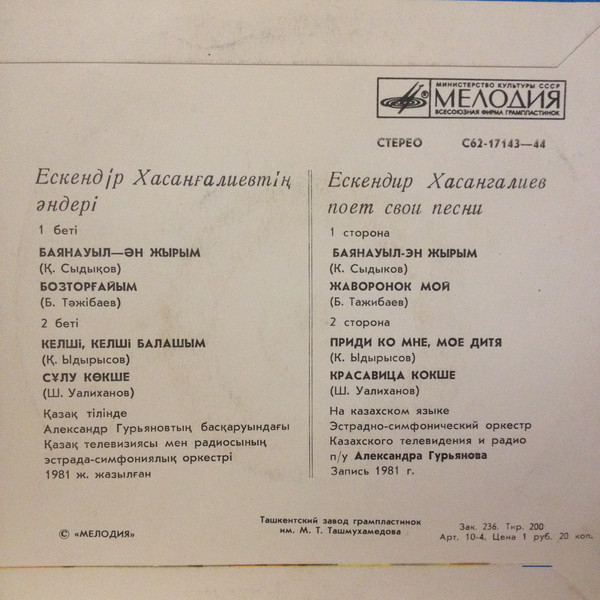 МИНИСТЕРСТВО КУЛЬТУРЫ СССР
МЕЛОДИЯ
ВСЕСОЮЗНАЯ ФИРМА ГРАМПЛАСТИНОК
СТЕРЕО С62-17143—44
Ескендір Хасанғалиевтің
әндері
1 беті
БАЯНАУЫЛ—ӘН ЖЫРЫМ
(Қ. Сыдықов)
БОЗТОРҒАЙЫМ
(Б. Тәжібаев)
2 беті
КЕЛШІ, КЕЛШІ БАЛАШЫМ
(Қ. Ыдырысов)
СҰЛУ КӨКШЕ
(Ш. Уалиханов)
Қазақ тілінде
Александр Гурьяновтың басқаруындағы
Қазақ телевизиясы мен радиосының
эстрада-симфониялық оркестрі
1981 ж. жазылған
Ескендир Хасангалиев
поет свои песни
1 сторона
БАЯНАУЫЛ-ЭН ЖЫРЫМ
(К. Сыдыков)
ЖАВОРОНОК МОЙ
(Б. Тажибаев)
2 сторона
ПРИДИ КО МНЕ, МОЕ ДИТЯ
(К. Ыдырысов)
КРАСАВИЦА КОКШЕ
(Ш. Уалиханов)
На казахском языке
Эстрадно-симфонический оркестр
Казахского телевидения и радио
п/у Александра Гурьянова
Запись 1981 г.
© «МЕЛОДИЯ»
Ташкентский завод грампластинок
им. М. Т. Ташмухамедова
Зак. 236. Тир. 200
Арт. 10-4. Цена 1 руб. 20 коп.